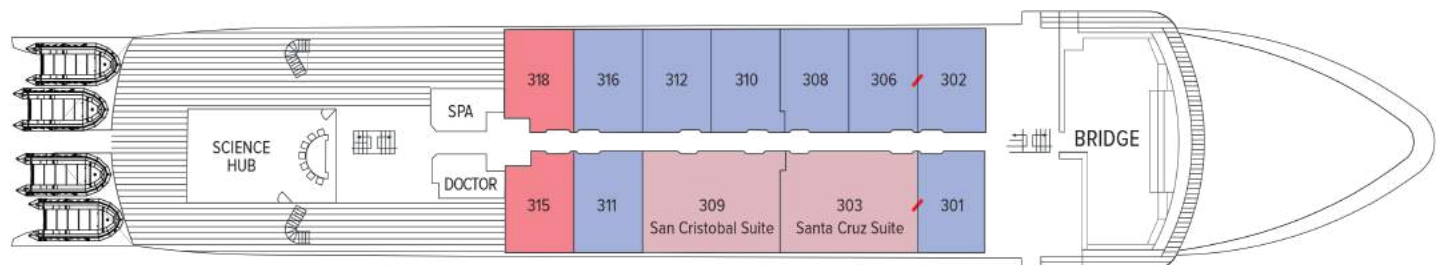 318
316
312
310
308
306
302
SPA
SCIENCE
HUB
BRIDGE
DOCTOR
315
311
309
San Cristobal Suite
303
Santa Cruz Suite
301